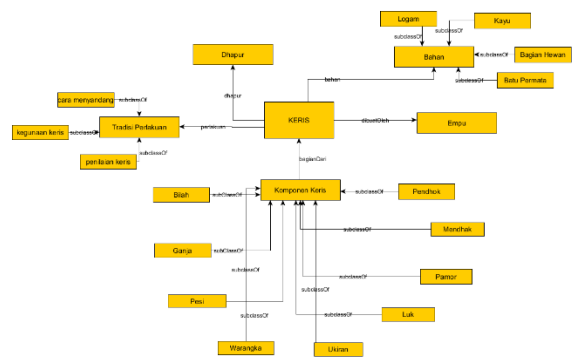 Logam
Kayu
subclassOf
subclassOf
Dhapur
Bahan
subclassOf
Bagian Hewan
subclassOf
Batu Permata
bahan
dhapur
cara menyandang
subclassOf
kegunaan keris
subclassOf
Tradisi Perlakuan
perlakuan
KERIS
dibuatOleh
Empu
subclassOf
penilaian keris
bagianDari
Bilah
subClassOf
Komponen Keris
subclassOf
Pendhok
Ganja
subClassOf
subclassOf
Mendhak
subclassOf
Pamor
subclassOf
Pesi
subclassOf
subclassOf
Luk
subclassOf
subclassOf
Warangka
Ukiran